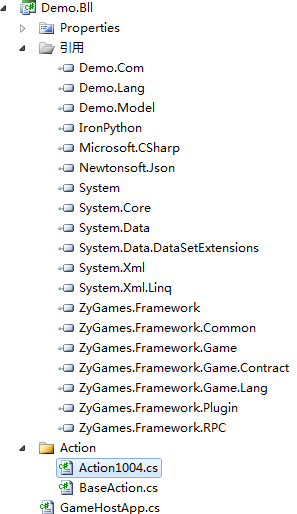 Demo.Bll
Properties
引用
Demo.Com
Demo.Lang
Demo.Model
IronPython
Microsoft.CSharp
Newtonsoft.Json
System
System.Core
System.Data
System.Data.DataSetExtensions
System.Xml
System.Xml.Linq
ZyGames.Framework
ZyGames.Framework.Common
ZyGames.Framework.Game
ZyGames.Framework.Game.Contract
ZyGames.Framework.Game.Lang
ZyGames.Framework.Plugin
ZyGames.Framework.RPC
Action
Action1004.cs
BaseAction.cs
GameHostApp.cs